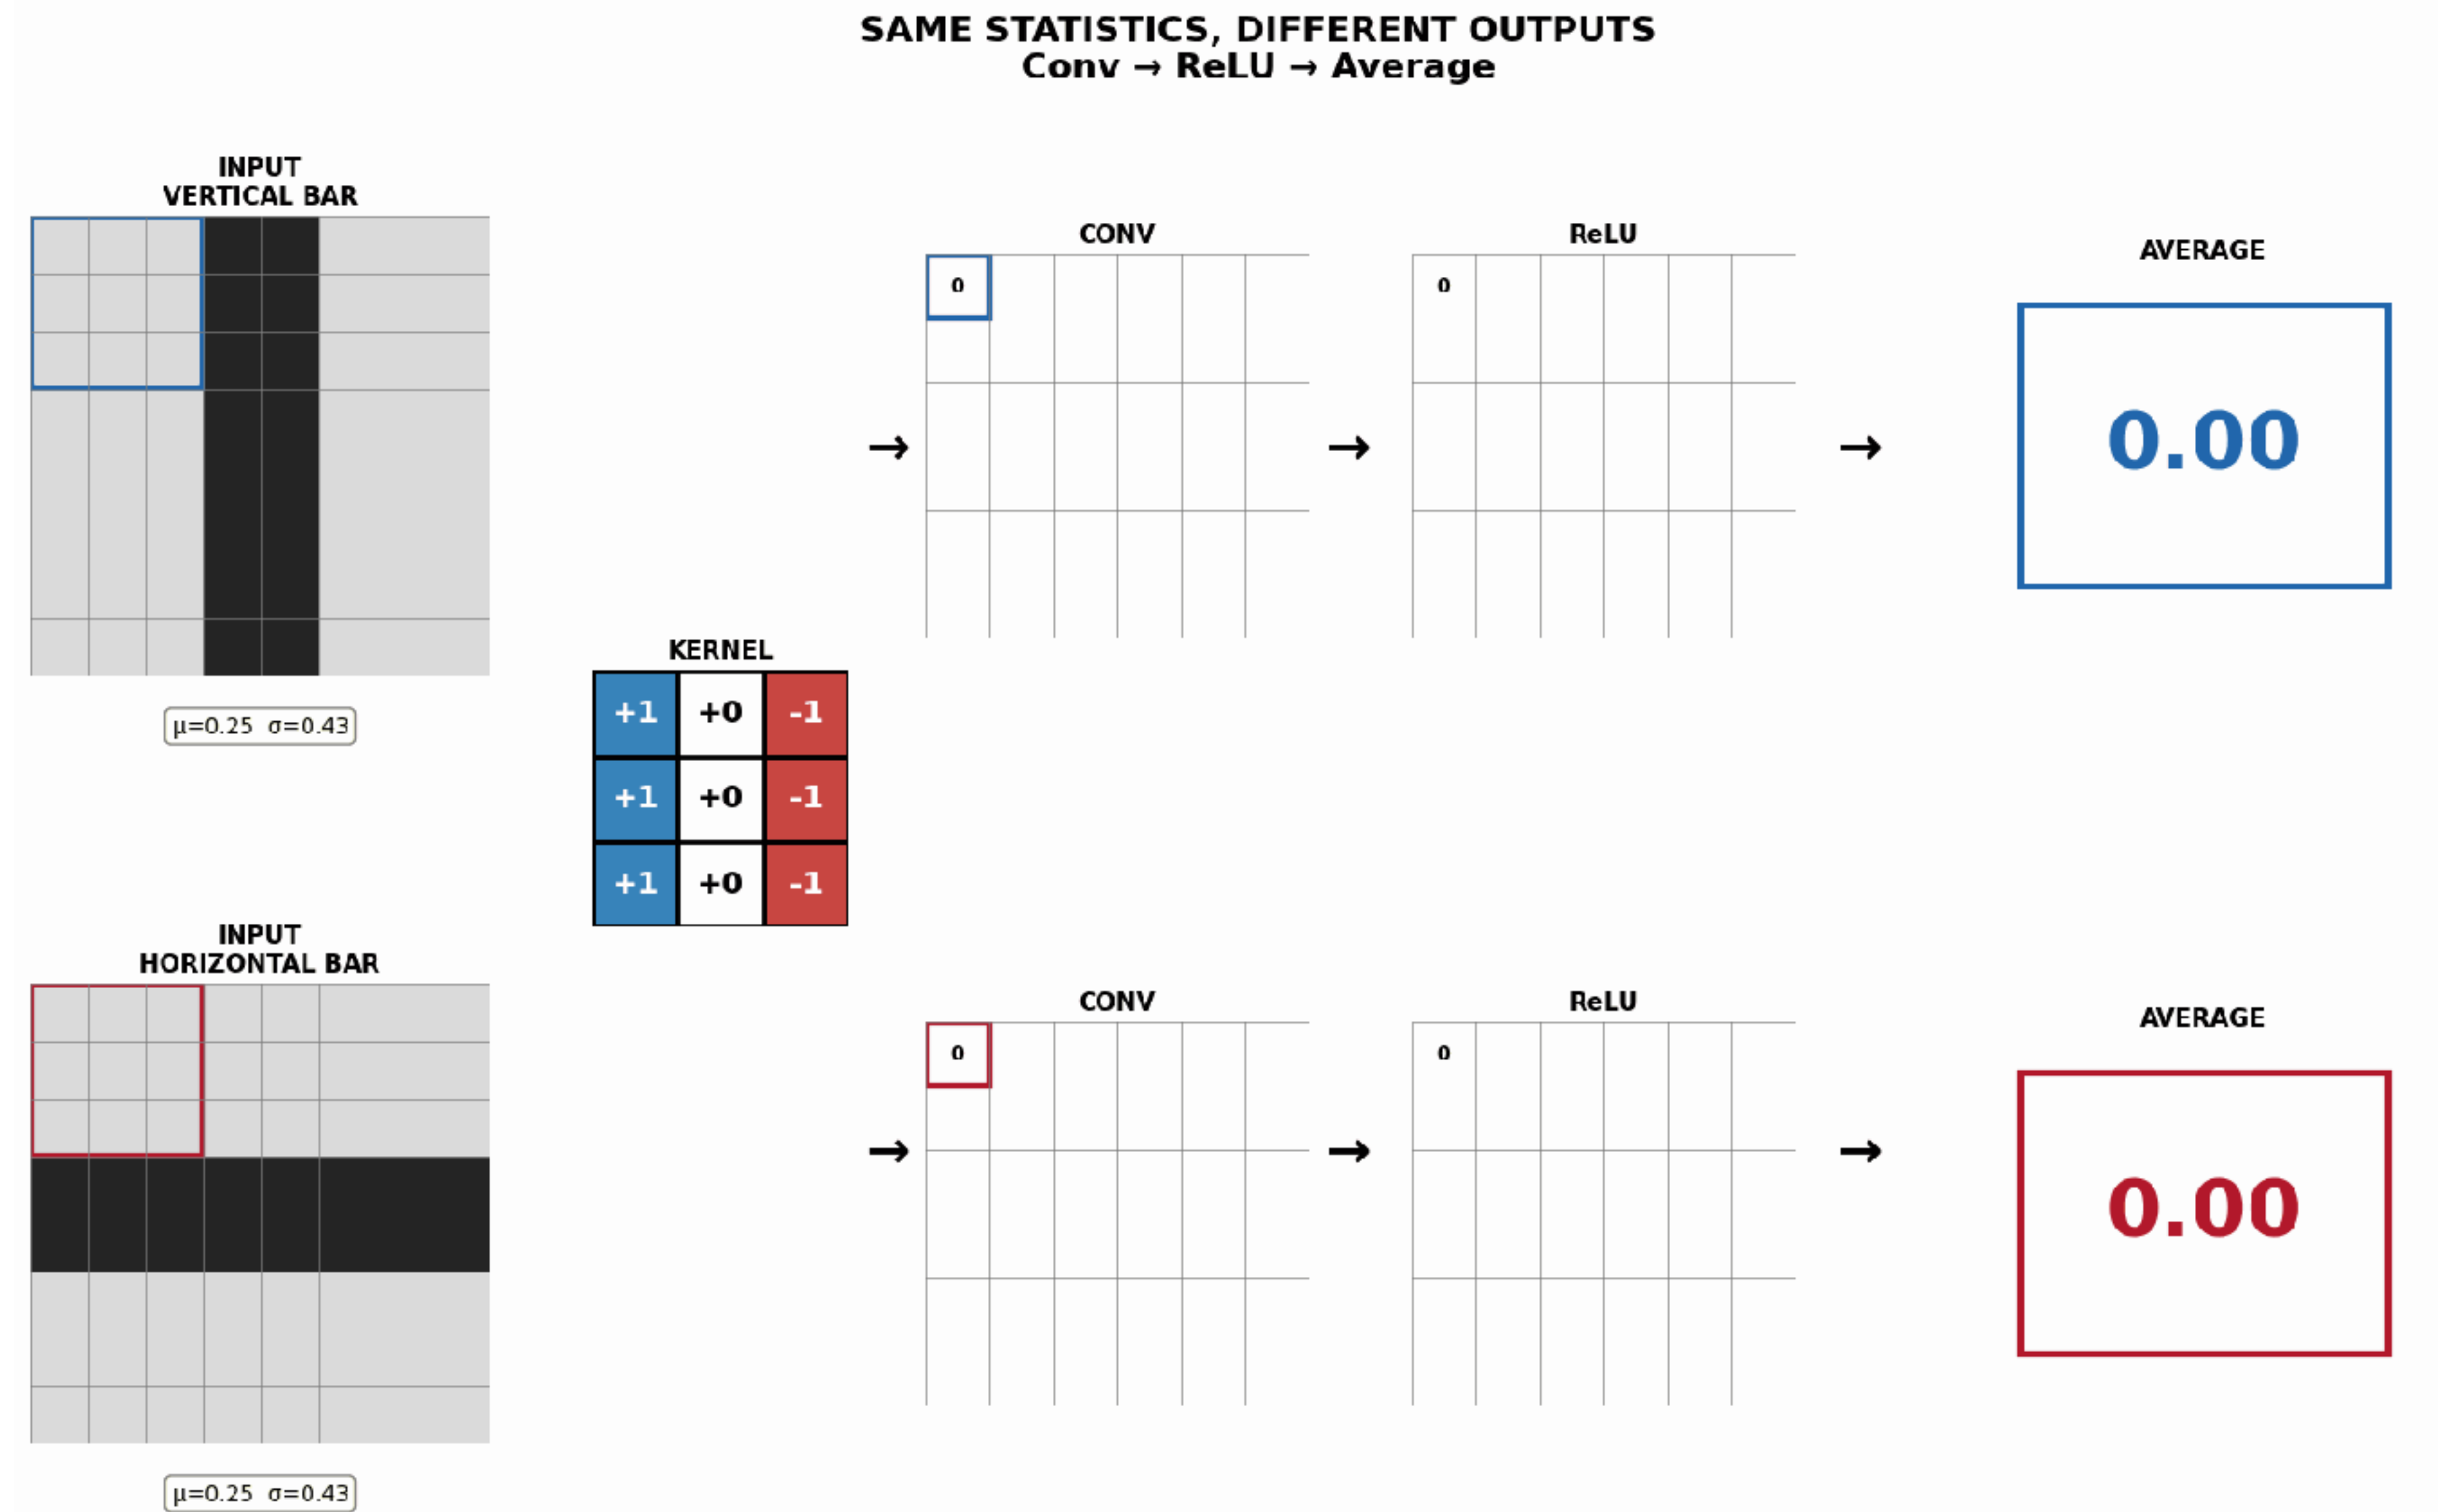 SAME STATISTICS, DIFFERENT OUTPUTS
Conv → ReLU → Average
INPUT
VERTICAL BAR
CONV
ReLU
AVERAGE
0
0
0.00
μ=0.25 σ=0.43
KERNEL
+1 +0 -1
+1 +0 -1
+1 +0 -1
INPUT
HORIZONTAL BAR
CONV
ReLU
AVERAGE
0
0
0.00
μ=0.25 σ=0.43